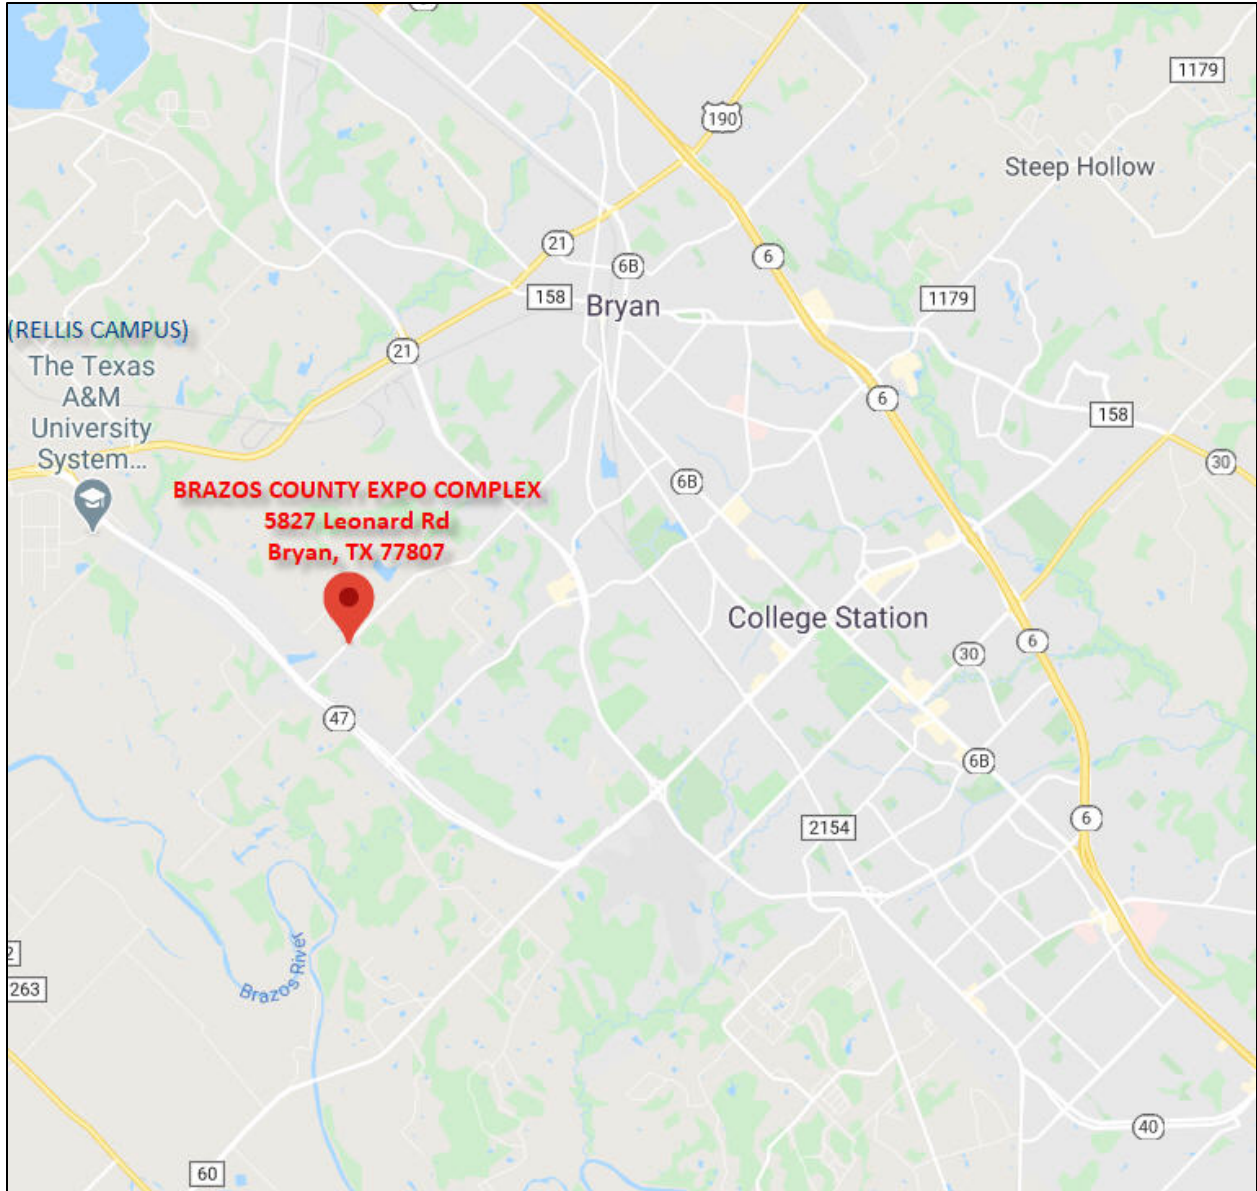 1179
190
Steep Hollow
21
6B
6
158
Bryan
1179
(RELLIS CAMPUS)
The Texas
A&M
University
System...
21
6
158
30
6B
BRAZOS COUNTY EXPO COMPLEX
5827 Leonard Rd
Bryan, TX 77807
College Station
30
6
47
6B
6
2154
Brazos River
263
40
60